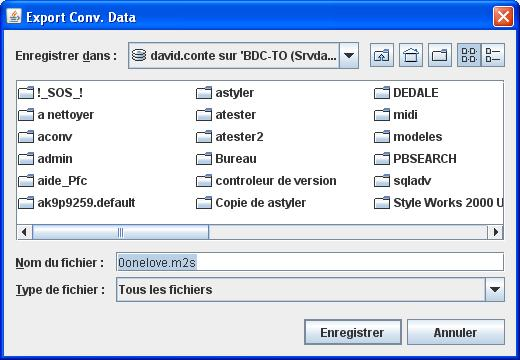 Export Conv. Data
Enregistrer dans : david.conte sur 'BDC-TO (Srvda...
!_SOS_! astyler DEDALE
a nettoyer atester midi
aconv atester2 modeles
admin Bureau PBSEARCH
aide_Pfc controleur de version sqladv
ak9p9259.default Copie de astyler Style Works 2000 U
Nom du fichier : 0onelove.m2s
Type de fichier : Tous les fichiers
Enregistrer Annuler